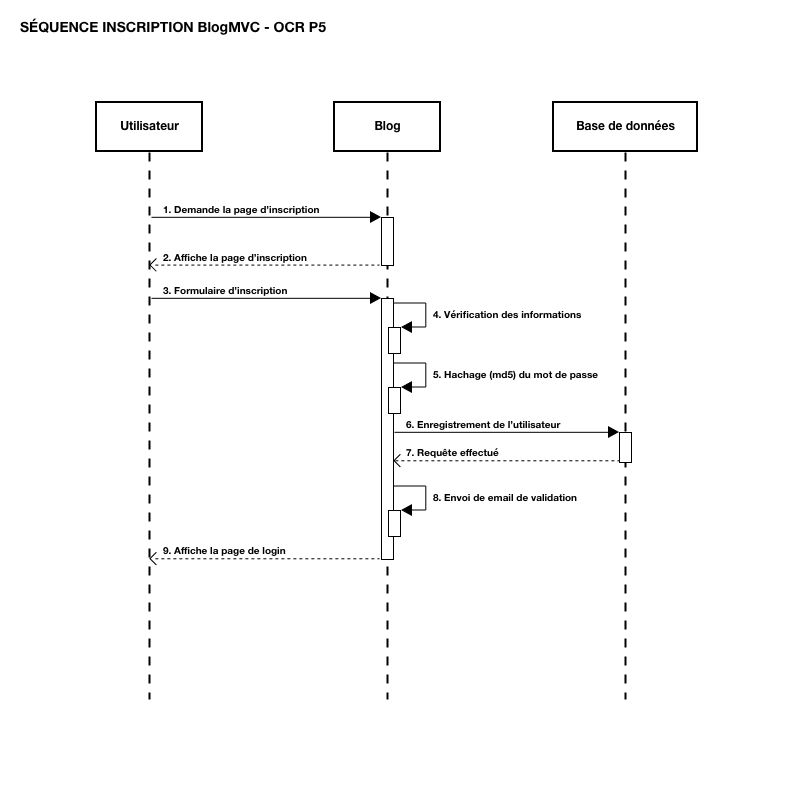 SÉQUENCE INSCRIPTION BlogMVC - OCR P5
Utilisateur
Blog
Base de données
1. Demande la page d'inscription
2. Affiche la page d'inscription
3. Formulaire d'inscription
4. Vérification des informations
5. Hachage (md5) du mot de passe
6. Enregistrement de l'utilisateur
7. Requête effectué
8. Envoi de email de validation
9. Affiche la page de login